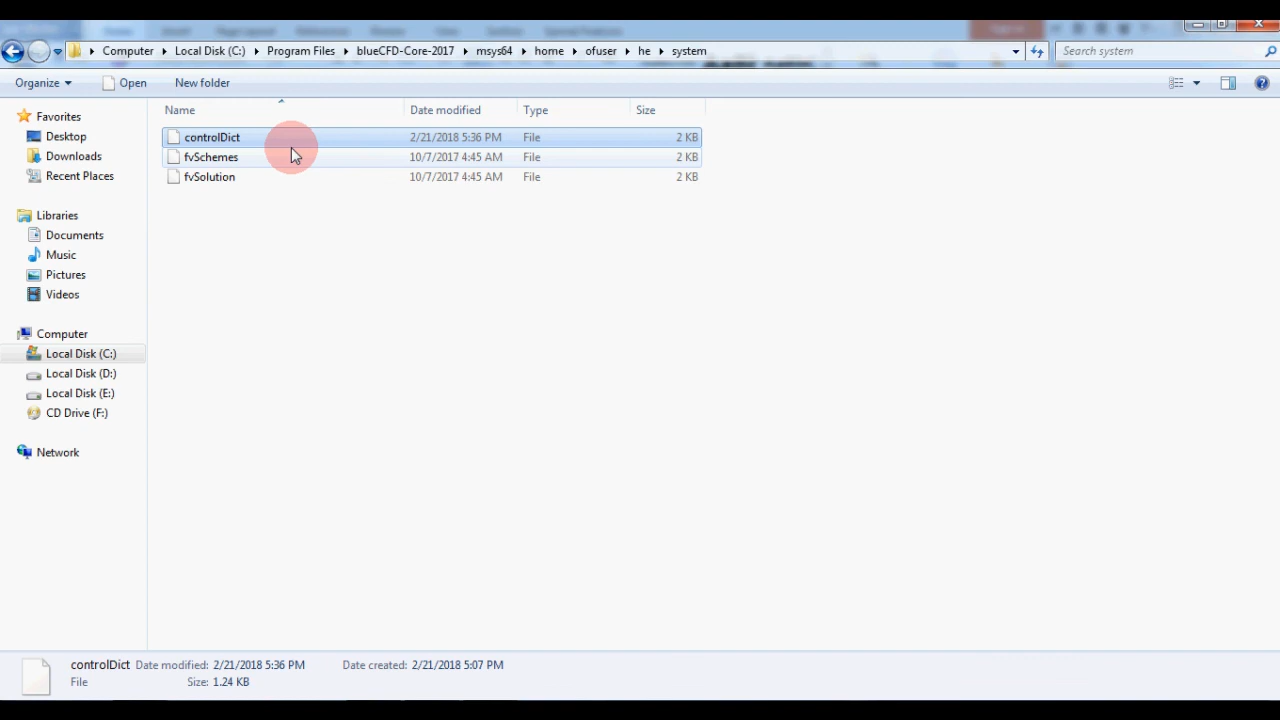 Computer Local Disk (C:) Program Files blueCFD-Core-2017 msys64 home ofuser he system
Search system
Organize Open New folder
Name Date modified Type Size
Favorites
Desktop
Downloads
Recent Places
Libraries
Documents
Music
Pictures
Videos
Computer
Local Disk (C:)
Local Disk (D:)
Local Disk (E:)
CD Drive (F:)
Network
controlDict 2/21/2018 5:36 PM File 2 KB
fvSchemes 10/7/2017 4:45 AM File 2 KB
fvSolution 10/7/2017 4:45 AM File 2 KB
controlDict Date modified: 2/21/2018 5:36 PM Date created: 2/21/2018 5:07 PM
File Size: 1.24 KB